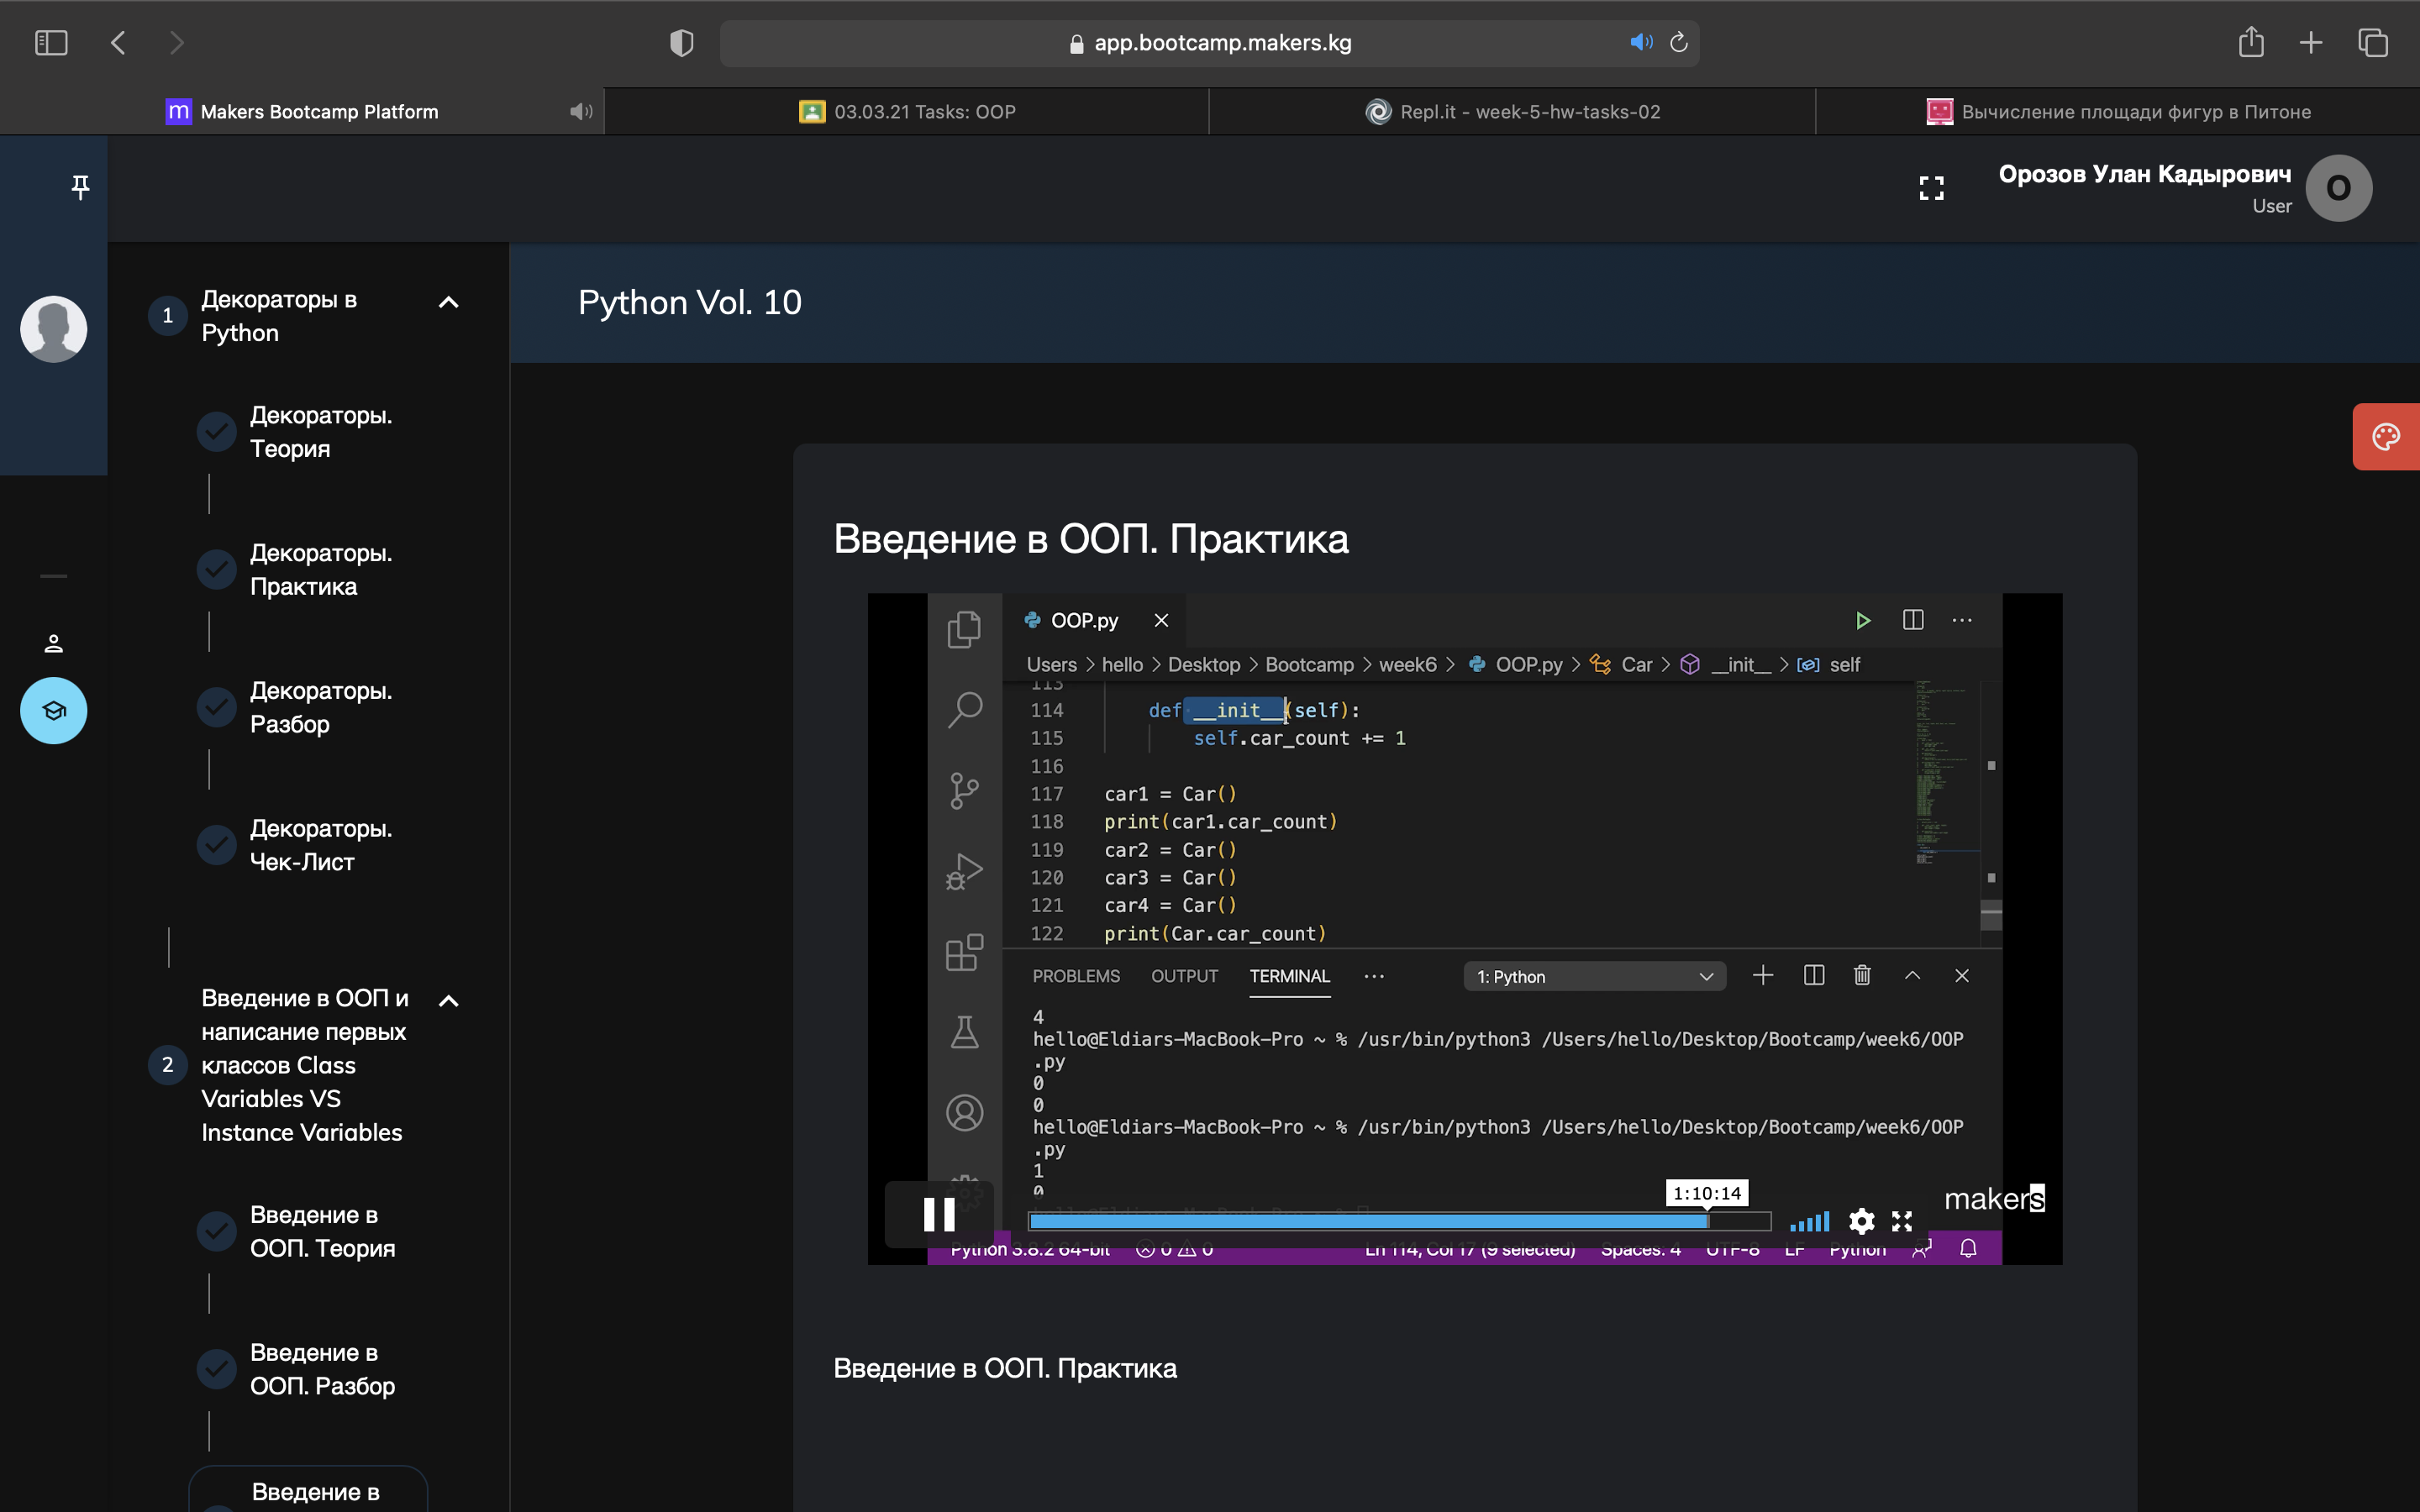 app.bootcamp.makers.kg
m Makers Bootcamp Platform
03.03.21 Tasks: OOP
Repl.it - week-5-hw-tasks-02
Вычисление площади фигур в Питоне
Орозов Улан Кадырович
User
O
1
Декораторы в
Python
Декораторы.
Теория
Декораторы.
Практика
Декораторы.
Разбор
Декораторы.
Чек-Лист
2
Введение в ООП и
написание первых
классов Class
Variables VS
Instance Variables
Введение в
ООП. Теория
Введение в
ООП. Разбор
Введение в
Python Vol. 10
Введение в ООП. Практика
OOP.py
Users > hello > Desktop > Bootcamp > week6 > OOP.py > Car > __init__ > self
113
114 def __init__(self):
115 self.car_count += 1
116
117 car1 = Car()
118 print(car1.car_count)
119 car2 = Car()
120 car3 = Car()
121 car4 = Car()
122 print(Car.car_count)
PROBLEMS OUTPUT TERMINAL ··· 1: Python
4
hello@Eldiars-MacBook-Pro ~ % /usr/bin/python3 /Users/hello/Desktop/Bootcamp/week6/OOP
.py
0
0
hello@Eldiars-MacBook-Pro ~ % /usr/bin/python3 /Users/hello/Desktop/Bootcamp/week6/OOP
.py
1
0
1:10:14
makers
Python 3.8.2 64-bit 0 0 Ln 114, Col 17 (9 selected) Spaces: 4 UTF-8 LF Python
Введение в ООП. Практика